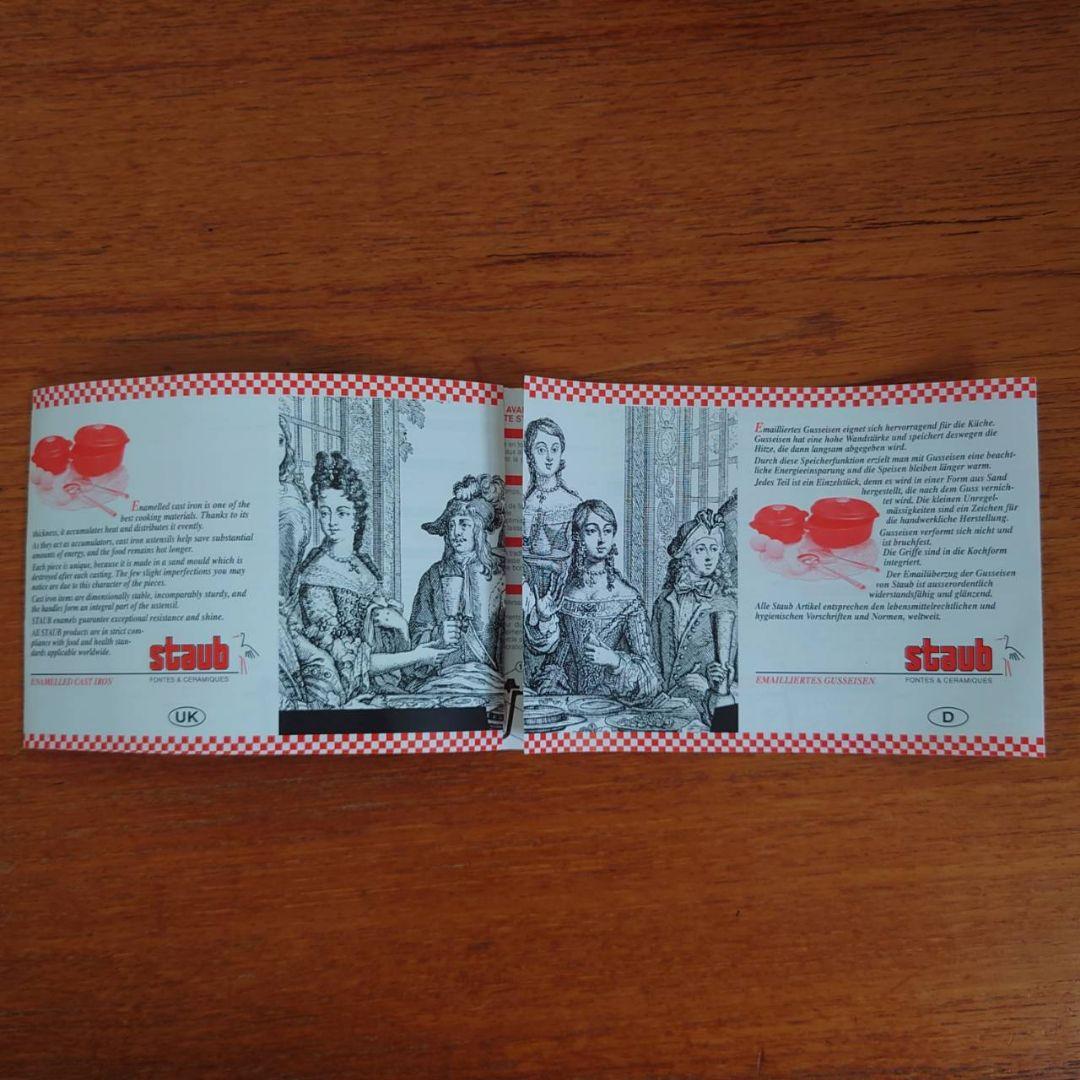 Enamelled cast iron is one of the
best cooking materials. Thanks to its
thickness, it accumulates heat and distributes it evently.
As they act as accumulators, cast iron ustensils help save substantial
amounts of energy, and the food remains hot longer.
Each piece is unique, because it is made in a sand mould which is
destroyed after each casting. The few slight imperfections you may
notice are due to this character of the pieces.
Cast iron items are dimensionally stable, incomparably sturdy, and
the handles form an integral part of the ustensil.
STAUB enamels guarantee exceptional resistance and shine.
All STAUB products are in strict com-
pliance with food and health stan-
dards applicable worldwide.
staub
ENAMELLED CAST IRON
FONTES & CERAMIQUES
UK
AVA
TE S
Emailliertes Gusseisen eignet sich hervorragend für die Küche.
Gusseisen hat eine hohe Wandstärke und speichert deswegen die
Hitze, die dann langsam abgegeben wird.
Durch diese Speicherfunktion erzielt man mit Gusseisen eine beacht-
liche Energieeinsparung und die Speisen bleiben länger warm.
Jedes Teil ist ein Einzelstück, denn es wird in einer Form aus Sand
hergestellt, die nach dem Guss vernich-
tet wird. Die kleinen Unregel-
mässigkeiten sind ein Zeichen für
die handwerkliche Herstellung.
Gusseisen verformt sich nicht und
ist bruchfest.
Die Griffe sind in die Kochform
integriert.
Der Emailüberzug der Gusseisen
von Staub ist ausserordentlich
widerstandsfähig und glänzend.
Alle Staub Artikel entsprechen den lebensmittelrechtlichen und
hygienischen Vorschriften und Normen, weltweit.
staub
EMAILLIERTES GUSSEISEN
FONTES & CERAMIQUES
D